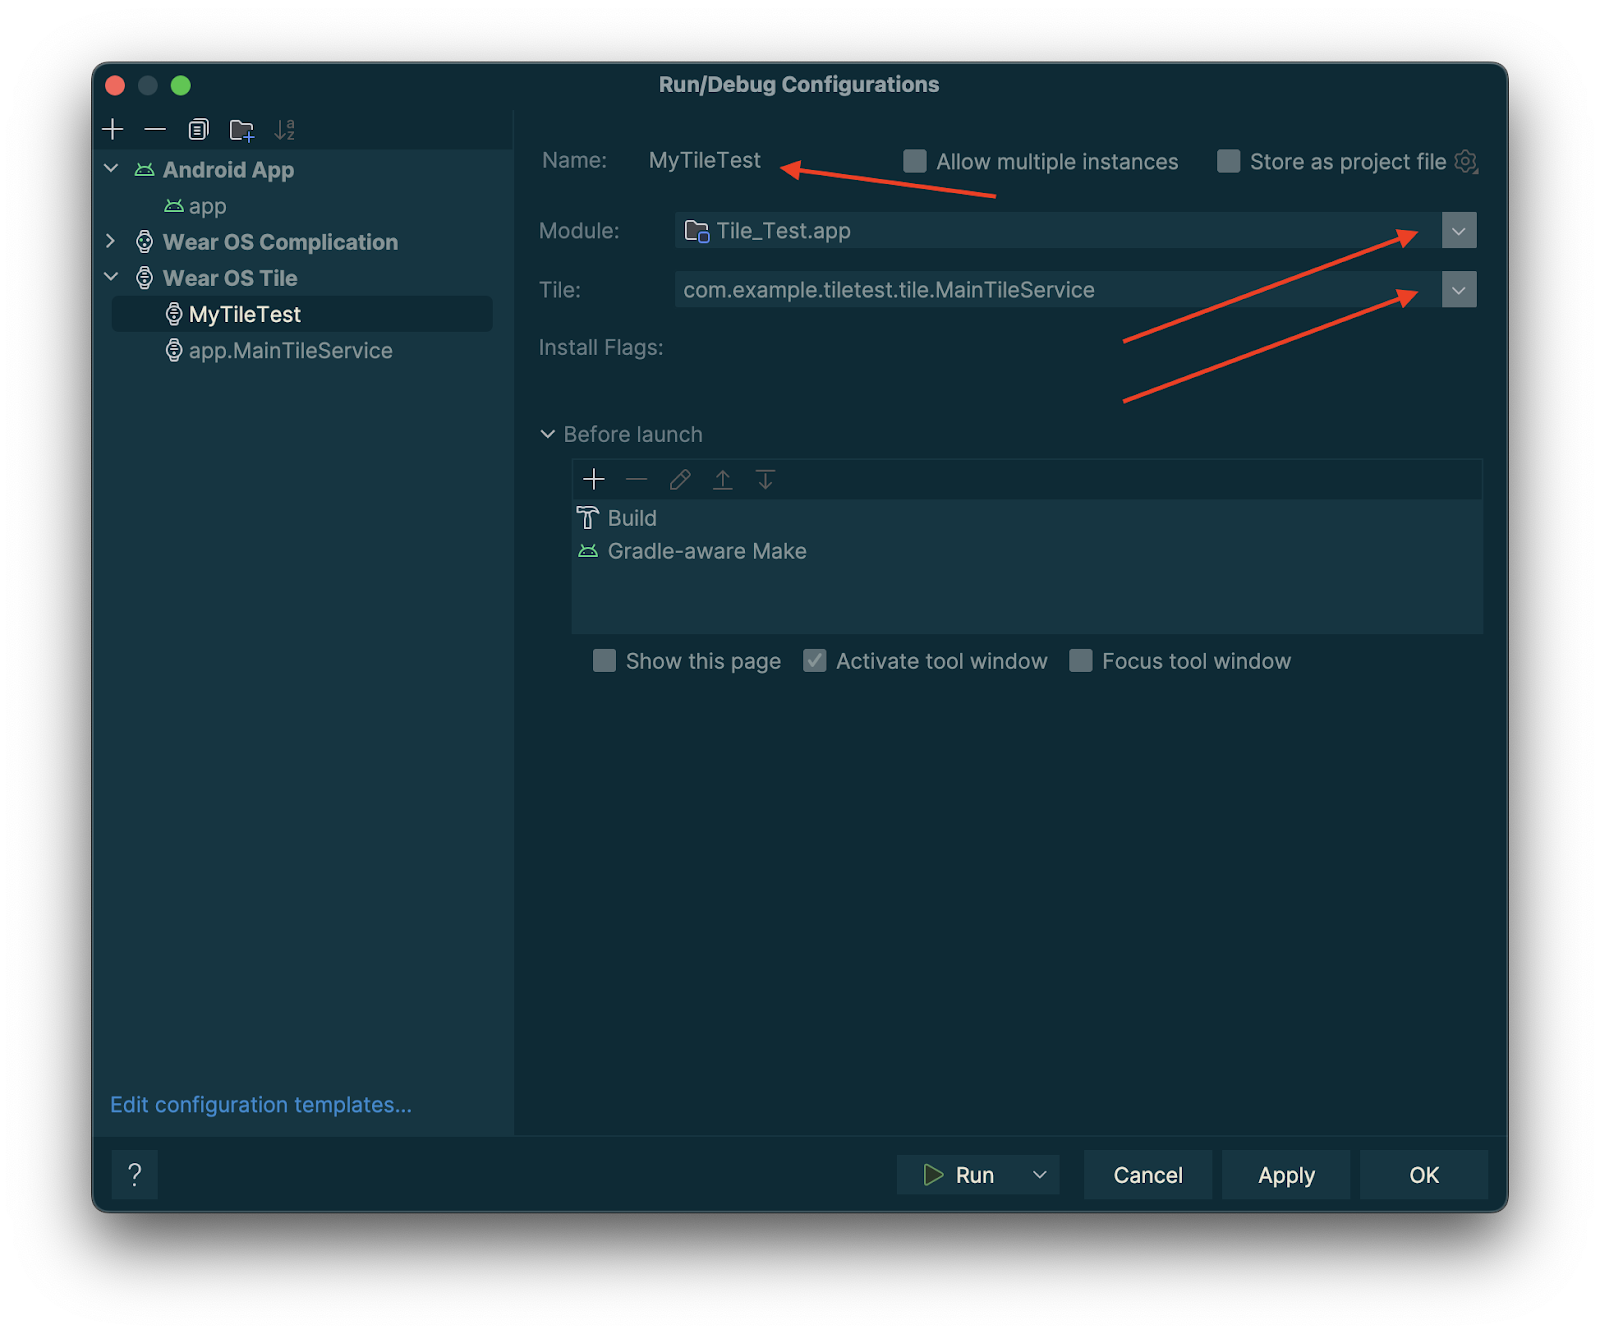 Run/Debug Configurations
Android App
app
Wear OS Complication
Wear OS Tile
MyTileTest
app.MainTileService
Edit configuration templates...
Name: MyTileTest Allow multiple instances Store as project file
Module: Tile_Test.app
Tile: com.example.tiletest.tile.MainTileService
Install Flags:
Before launch
Build
Gradle-aware Make
Show this page Activate tool window Focus tool window
? Run Cancel Apply OK